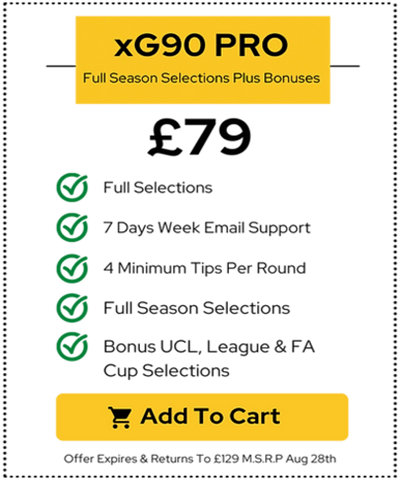 xG90 PRO
Full Season Selections Plus Bonuses
£79
Full Selections
7 Days Week Email Support
4 Minimum Tips Per Round
Full Season Selections
Bonus UCL, League & FA
Cup Selections
Add To Cart
Offer Expires & Returns To £129 M.S.R.P Aug 28th